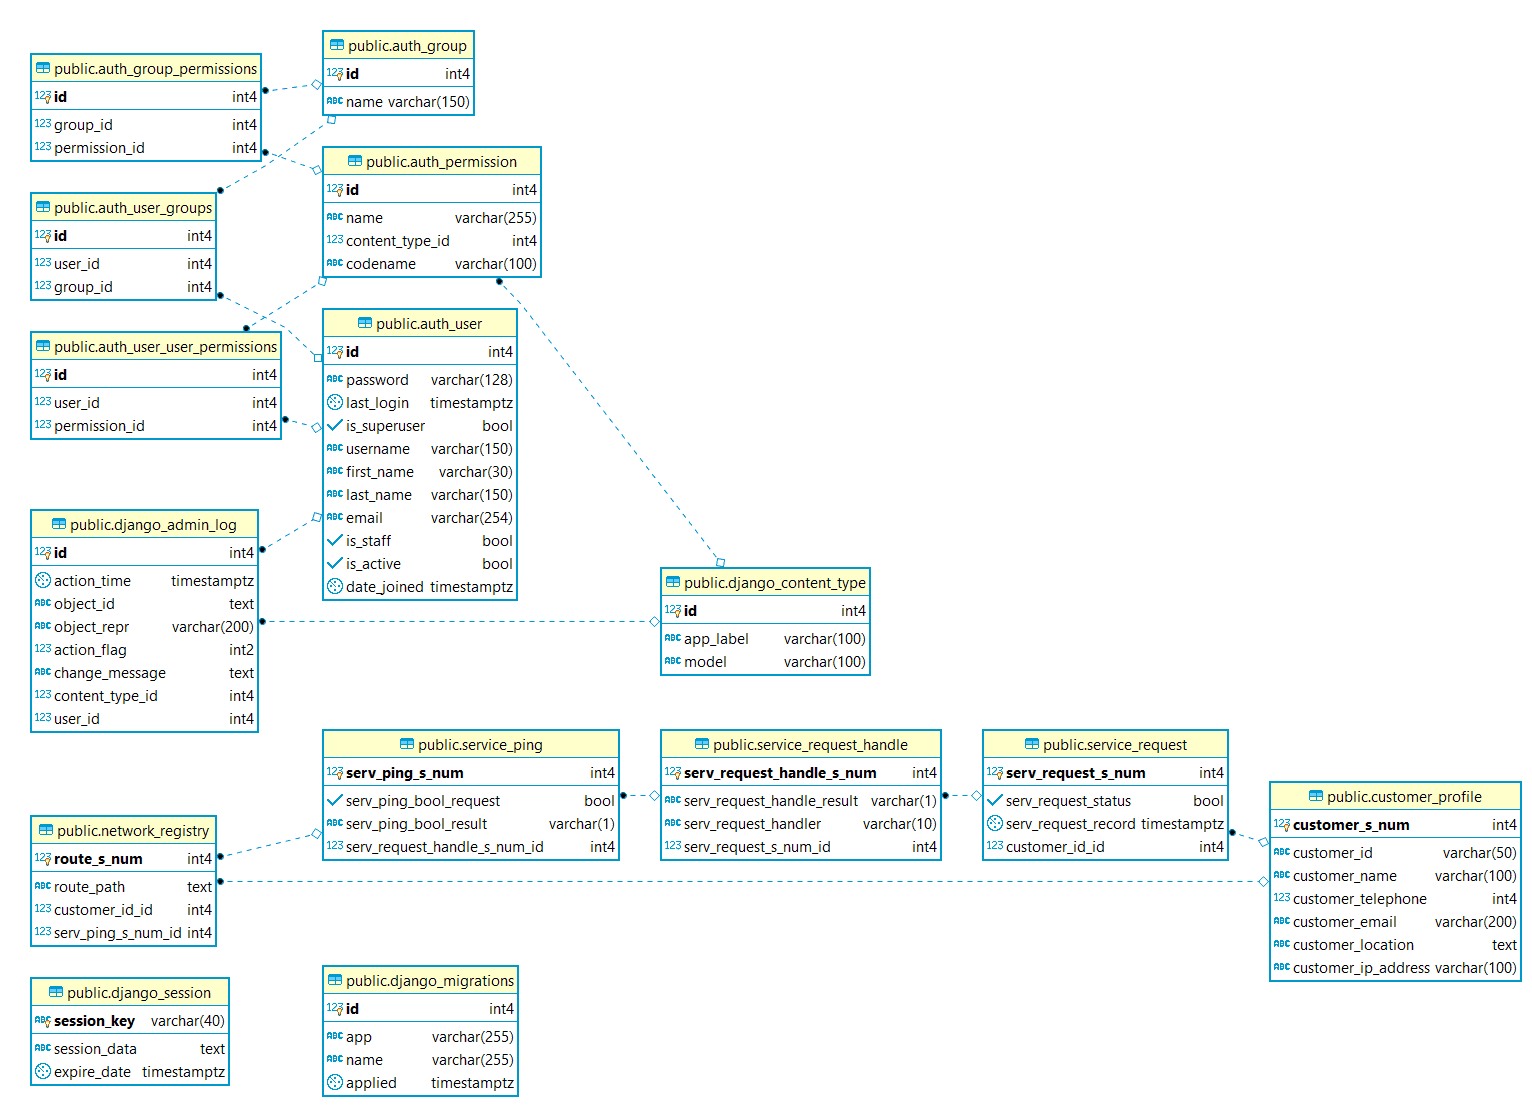 public.auth_group_permissions
123 id int4
123 group_id int4
123 permission_id int4
public.auth_group
123 id int4
ABC name varchar(150)
public.auth_permission
123 id int4
ABC name varchar(255)
123 content_type_id int4
ABC codename varchar(100)
public.auth_user_groups
123 id int4
123 user_id int4
123 group_id int4
public.auth_user_user_permissions
123 id int4
123 user_id int4
123 permission_id int4
public.auth_user
123 id int4
ABC password varchar(128)
last_login timestamptz
is_superuser bool
ABC username varchar(150)
ABC first_name varchar(30)
ABC last_name varchar(150)
ABC email varchar(254)
is_staff bool
is_active bool
date_joined timestamptz
public.django_admin_log
123 id int4
action_time timestamptz
ABC object_id text
ABC object_repr varchar(200)
123 action_flag int2
ABC change_message text
123 content_type_id int4
123 user_id int4
public.django_content_type
123 id int4
ABC app_label varchar(100)
ABC model varchar(100)
public.service_ping
123 serv_ping_s_num int4
serv_ping_bool_request bool
ABC serv_ping_bool_result varchar(1)
123 serv_request_handle_s_num_id int4
public.service_request_handle
123 serv_request_handle_s_num int4
ABC serv_request_handle_result varchar(1)
ABC serv_request_handler varchar(10)
123 serv_request_s_num_id int4
public.service_request
123 serv_request_s_num int4
serv_request_status bool
serv_request_record timestamptz
123 customer_id_id int4
public.customer_profile
123 customer_s_num int4
ABC customer_id varchar(50)
ABC customer_name varchar(100)
123 customer_telephone int4
ABC customer_email varchar(200)
ABC customer_location text
ABC customer_ip_address varchar(100)
public.network_registry
123 route_s_num int4
ABC route_path text
123 customer_id_id int4
123 serv_ping_s_num_id int4
public.django_session
ABC session_key varchar(40)
ABC session_data text
expire_date timestamptz
public.django_migrations
123 id int4
ABC app varchar(255)
ABC name varchar(255)
applied timestamptz